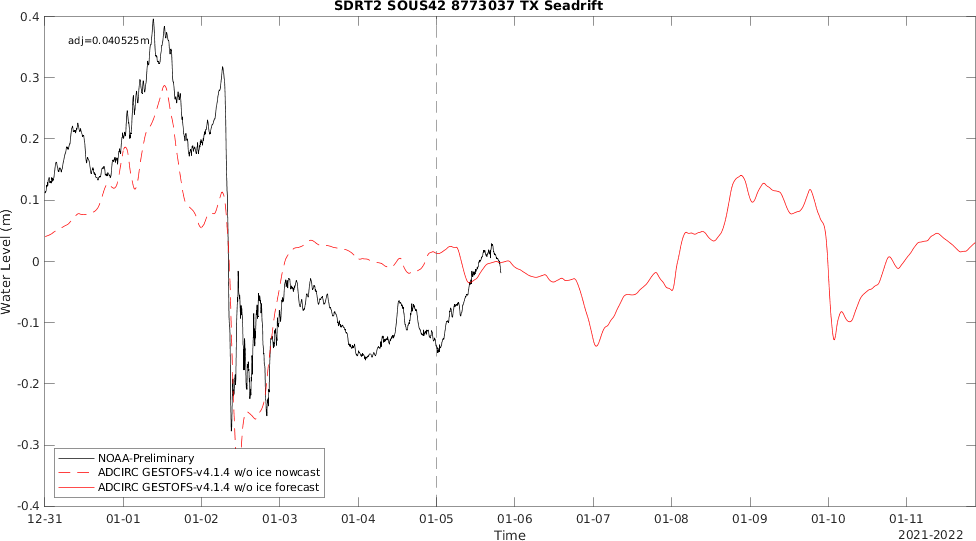 SDRT2 SOUS42 8773037 TX Seadrift
adj=0.040525m
Water Level (m)
0.4
0.3
0.2
0.1
0
-0.1
-0.2
-0.3
-0.4
NOAA-Preliminary
ADCIRC GESTOFS-v4.1.4 w/o ice nowcast
ADCIRC GESTOFS-v4.1.4 w/o ice forecast
12-31 01-01 01-02 01-03 01-04 01-05 01-06 01-07 01-08 01-09 01-10 01-11
Time
2021-2022